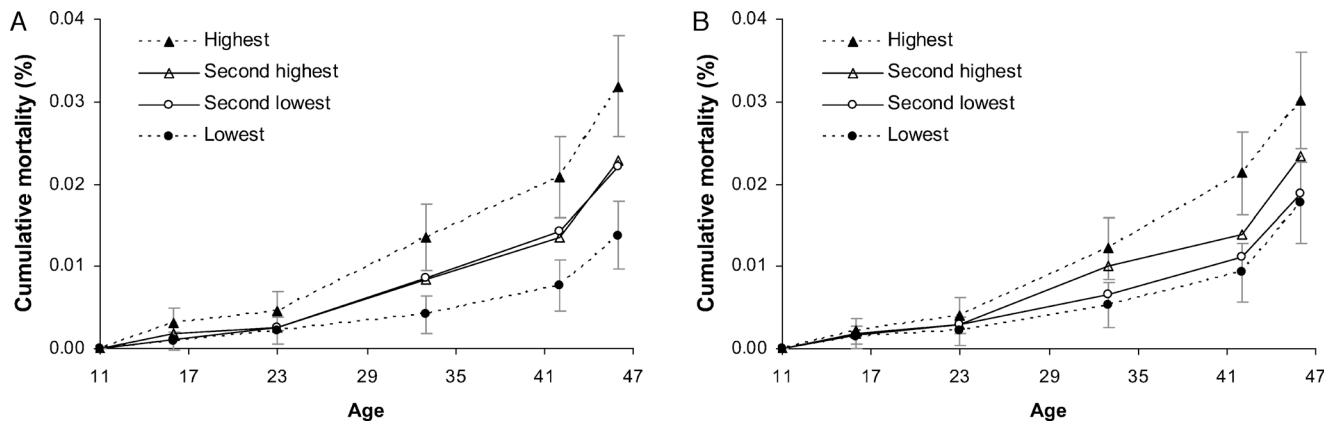 A
0.04
0.03
0.02
0.01
0.00
Cumulative mortality (%)
Highest
Second highest
Second lowest
Lowest
11 17 23 29 35 41 47
Age
B
0.04
0.03
0.02
0.01
0.00
Cumulative mortality (%)
Highest
Second highest
Second lowest
Lowest
11 17 23 29 35 41 47
Age